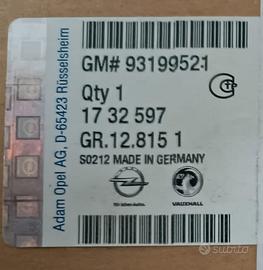 Adam Opel AG, D-65423 Rüsselsheim
GM# 93199521
Qty 1
17 32 597
GR.12.815 1
S0212 MADE IN GERMANY
VAUXHALL
subito